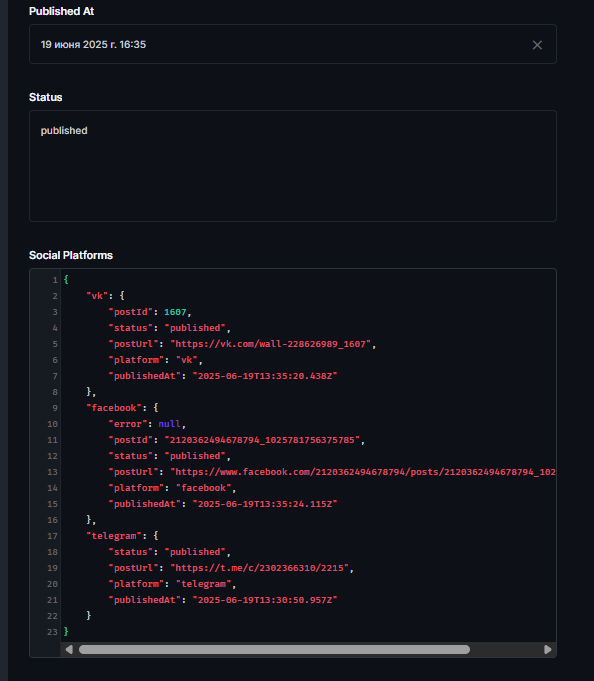 Published At
19 июня 2025 г. 16:35
Status
published
Social Platforms
1 {
2 "vk": {
3 "postId": 1607,
4 "status": "published",
5 "postUrl": "https://vk.com/wall-228626989_1607",
6 "platform": "vk",
7 "publishedAt": "2025-06-19T13:35:20.438Z"
8 },
9 "facebook": {
10 "error": null,
11 "postId": "2120362494678794_1025781756375785",
12 "status": "published",
13 "postUrl": "https://www.facebook.com/2120362494678794/posts/2120362494678794_102
14 "platform": "facebook",
15 "publishedAt": "2025-06-19T13:35:24.115Z"
16 },
17 "telegram": {
18 "status": "published",
19 "postUrl": "https://t.me/c/2302366310/2215",
20 "platform": "telegram",
21 "publishedAt": "2025-06-19T13:30:50.957Z"
22 }
23 }